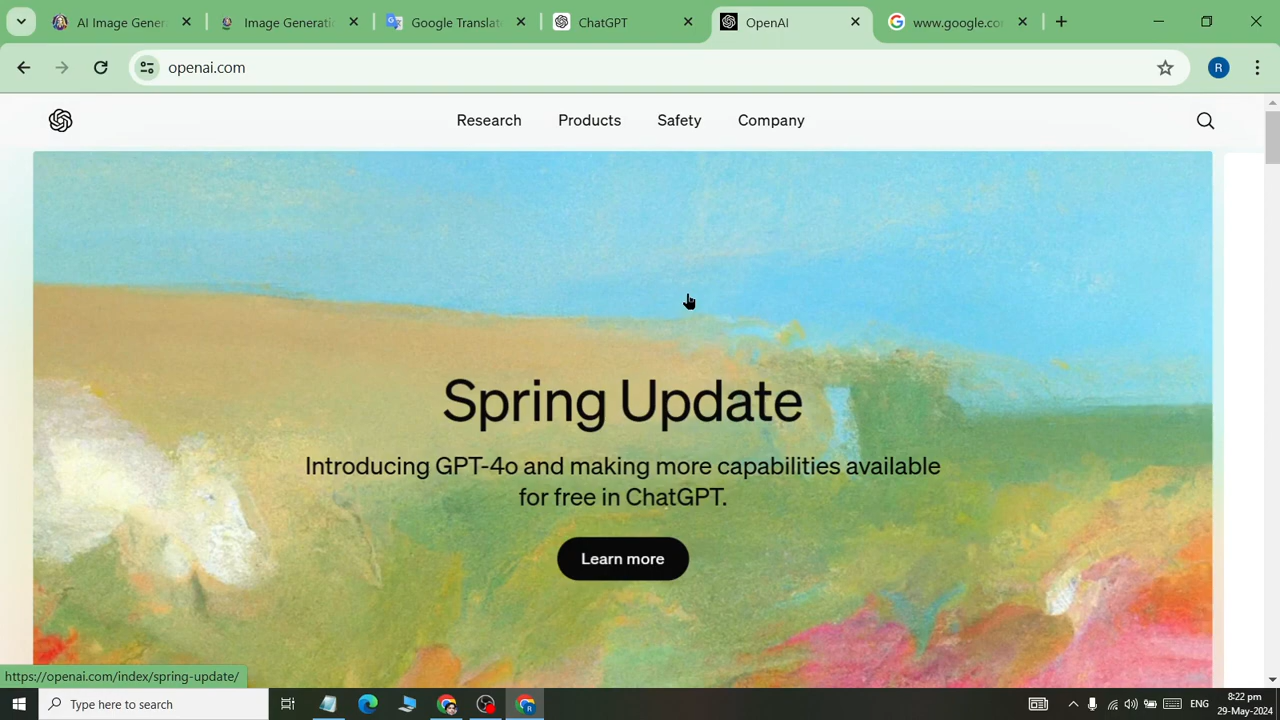 AI Image Gener
Image Generati
Google Translat
ChatGPT
OpenAI
www.google.co
openai.com
R
Research
Products
Safety
Company
Spring Update
Introducing GPT-4o and making more capabilities available
for free in ChatGPT.
Learn more
https://openai.com/index/spring-update/
Type here to search
R
ENG
8:22 pm
29-May-2024